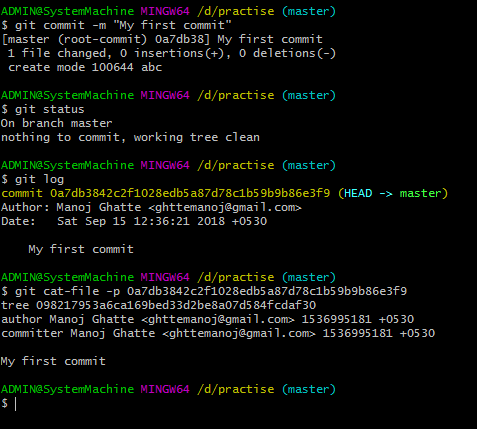 ADMIN@SystemMachine MINGW64 /d/practise (master)
$ git commit -m "My first commit"
[master (root-commit) 0a7db38] My first commit
 1 file changed, 0 insertions(+), 0 deletions(-)
 create mode 100644 abc

ADMIN@SystemMachine MINGW64 /d/practise (master)
$ git status
On branch master
nothing to commit, working tree clean

ADMIN@SystemMachine MINGW64 /d/practise (master)
$ git log
commit 0a7db3842c2f1028edb5a87d78c1b59b9b86e3f9 (HEAD -> master)
Author: Manoj Ghatte <ghttemanoj@gmail.com>
Date:   Sat Sep 15 12:36:21 2018 +0530

    My first commit

ADMIN@SystemMachine MINGW64 /d/practise (master)
$ git cat-file -p 0a7db3842c2f1028edb5a87d78c1b59b9b86e3f9
tree 098217953a6ca169bed33d2be8a07d584fcdaf30
author Manoj Ghatte <ghttemanoj@gmail.com> 1536995181 +0530
committer Manoj Ghatte <ghttemanoj@gmail.com> 1536995181 +0530

My first commit

ADMIN@SystemMachine MINGW64 /d/practise (master)
$